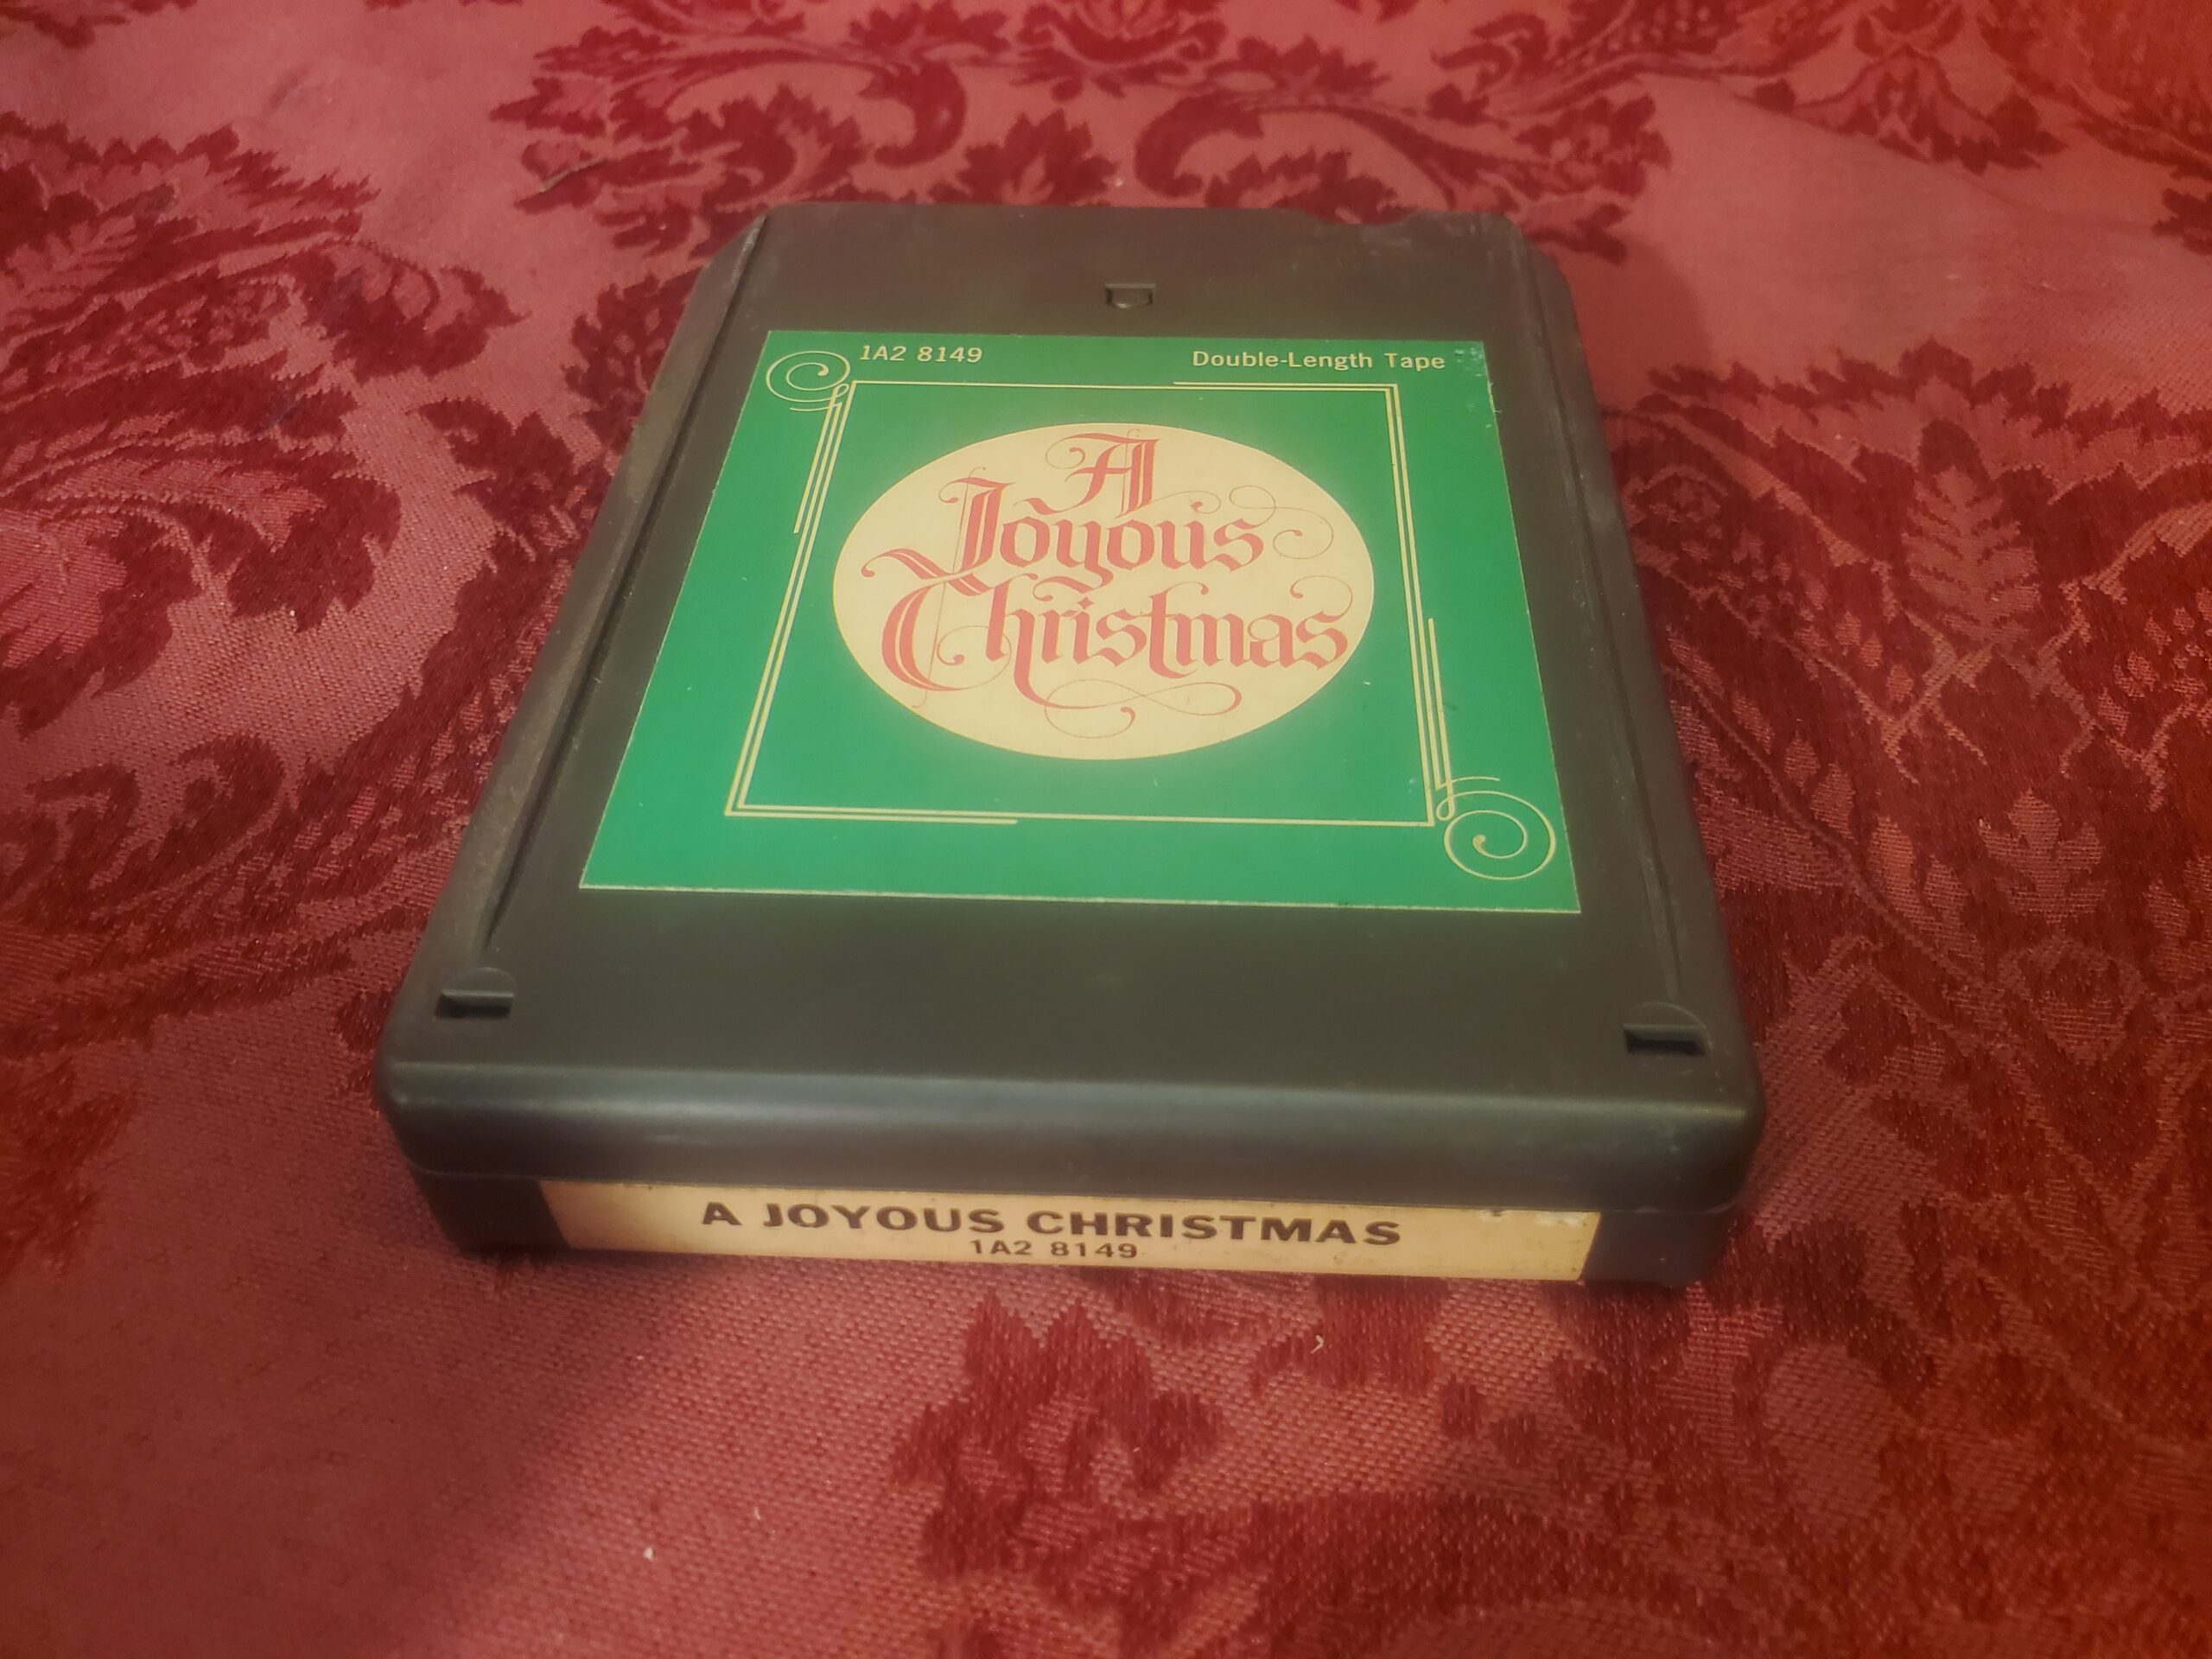 1A2 8149
Double-Length Tape
A
Joyous
Christmas
A JOYOUS CHRISTMAS
1A2 8149